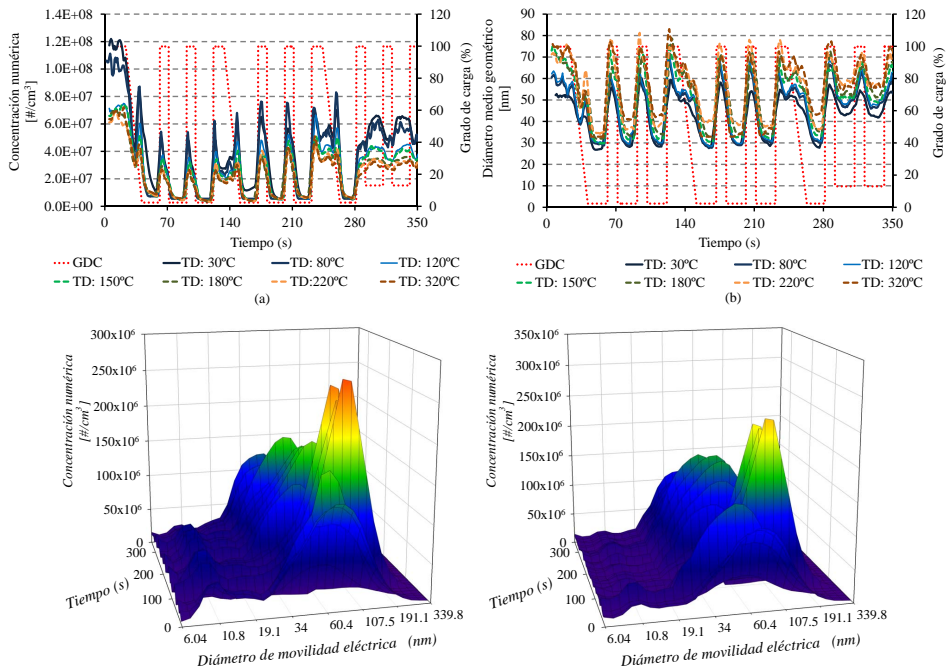 Concentración numérica
[#/cm³]
1.4E+08
1.2E+08
1.0E+08
8.0E+07
6.0E+07
4.0E+07
2.0E+07
0.0E+00
0
70
140
210
280
350
Tiempo (s)
120
100
80
60
40
20
0
Grado de carga (%)
GDC
TD: 30ºC
TD: 80ºC
TD: 120ºC
TD: 150ºC
TD: 180ºC
TD:220ºC
TD: 320ºC
(a)
Diámetro medio geométrico
[nm]
90
80
70
60
50
40
30
20
10
0
0
70
140
210
280
350
Tiempo (s)
120
100
80
60
40
20
0
Grado de carga (%)
GDC
TD: 30ºC
TD: 80ºC
TD: 120ºC
TD: 150ºC
TD: 180ºC
TD: 220ºC
TD: 320ºC
(b)
Concentración numérica
[#/cm³]
300x10⁶
250x10⁶
200x10⁶
150x10⁶
100x10⁶
50x10⁶
0
300
200
100
0
Tiempo (s)
6.04
10.8
19.1
34
60.4
107.5
191.1
339.8
Diámetro de movilidad eléctrica (nm)
Concentración numérica
[#/cm³]
350x10⁶
300x10⁶
250x10⁶
200x10⁶
150x10⁶
100x10⁶
50x10⁶
0
300
200
100
0
Tiempo (s)
6.04
10.8
19.1
34
60.4
107.5
191.1
339.8
Diámetro de movilidad eléctrica (nm)